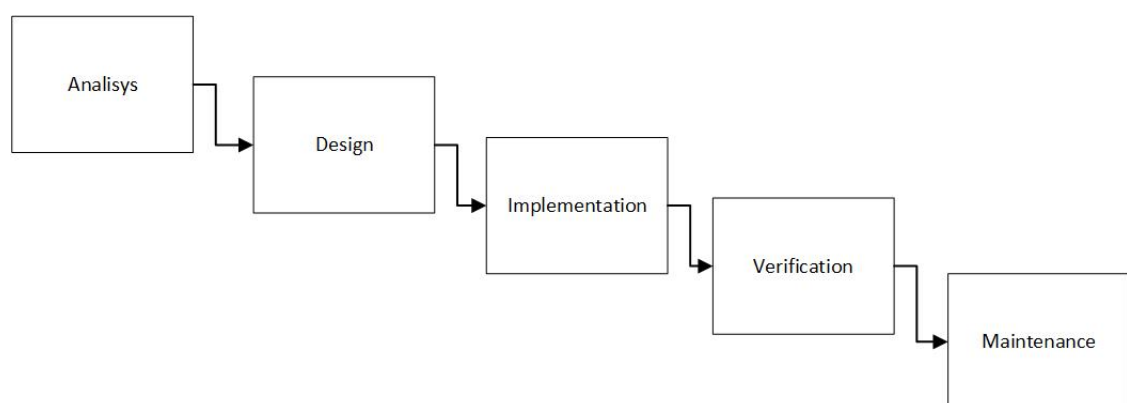 Analisys
Design
Implementation
Verification
Maintenance